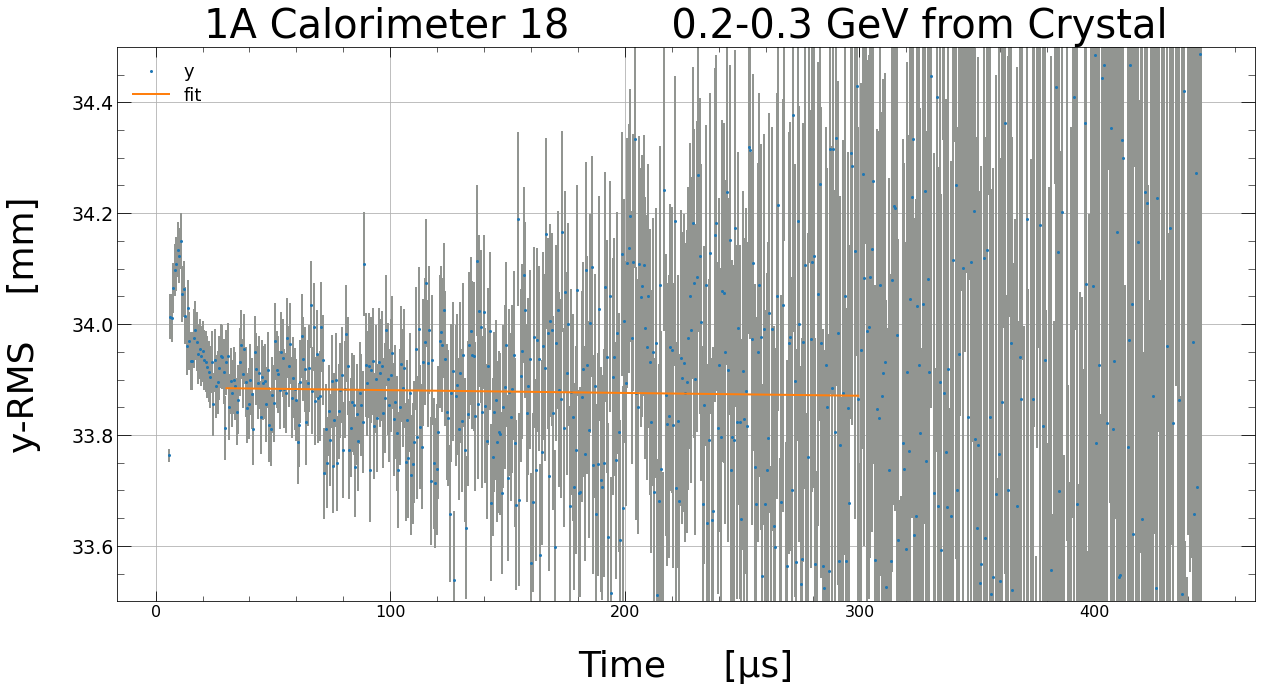 1A Calorimeter 18 0.2-0.3 GeV from Crystal
y
fit
34.4
34.2
34.0
33.8
33.6
y-RMS [mm]
0 100 200 300 400
Time [μs]